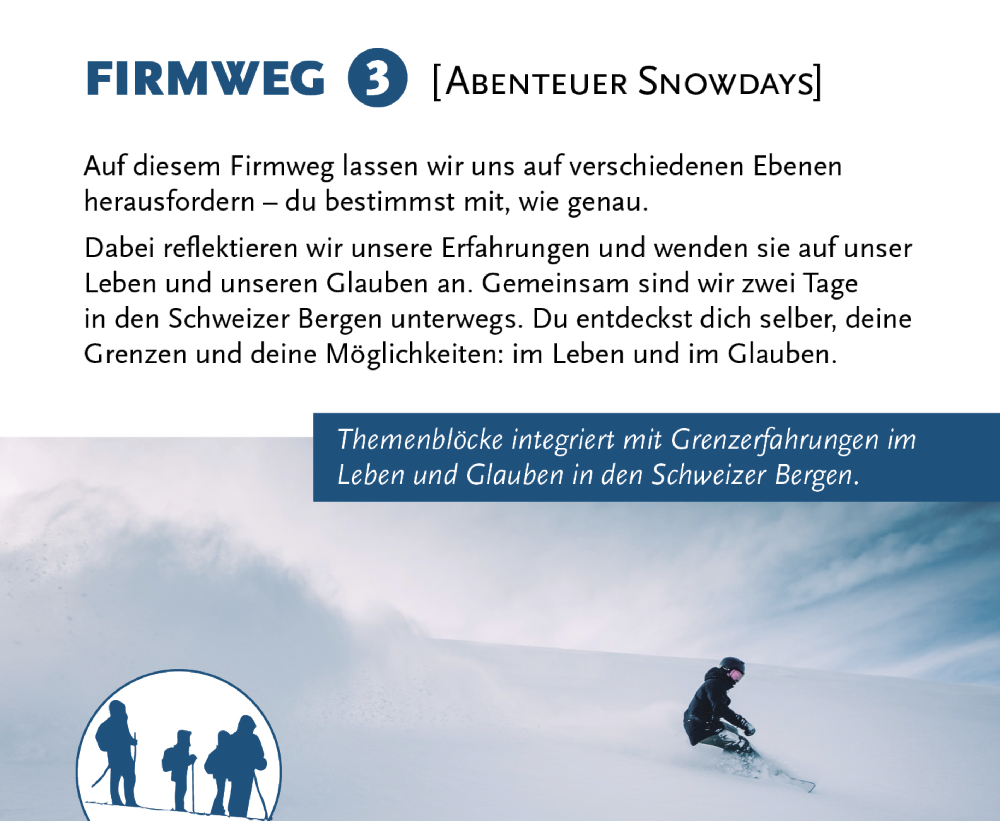 FIRMWEG 3 [ABENTEUER SNOWDAYS]
Auf diesem Firmweg lassen wir uns auf verschiedenen Ebenen
herausfordern – du bestimmst mit, wie genau.
Dabei reflektieren wir unsere Erfahrungen und wenden sie auf unser
Leben und unseren Glauben an. Gemeinsam sind wir zwei Tage
in den Schweizer Bergen unterwegs. Du entdeckst dich selber, deine
Grenzen und deine Möglichkeiten: im Leben und im Glauben.
Themenblöcke integriert mit Grenzerfahrungen im
Leben und Glauben in den Schweizer Bergen.